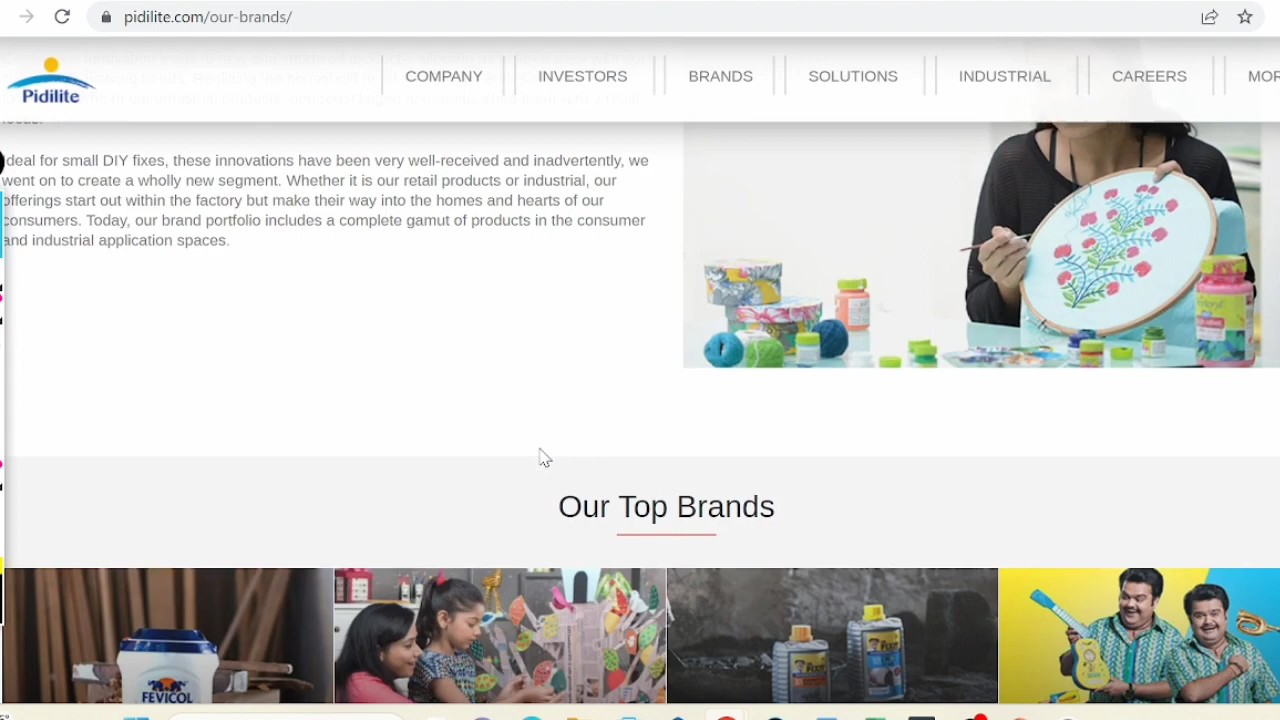 pidilite.com/our-brands/
Pidilite
COMPANY
INVESTORS
BRANDS
SOLUTIONS
INDUSTRIAL
CAREERS
MOR
deal for small DIY fixes, these innovations have been very well-received and inadvertently, we
went on to create a wholly new segment. Whether it is our retail products or industrial, our
offerings start out within the factory but make their way into the homes and hearts of our
consumers. Today, our brand portfolio includes a complete gamut of products in the consumer
and industrial application spaces.
Our Top Brands
FEVICOL